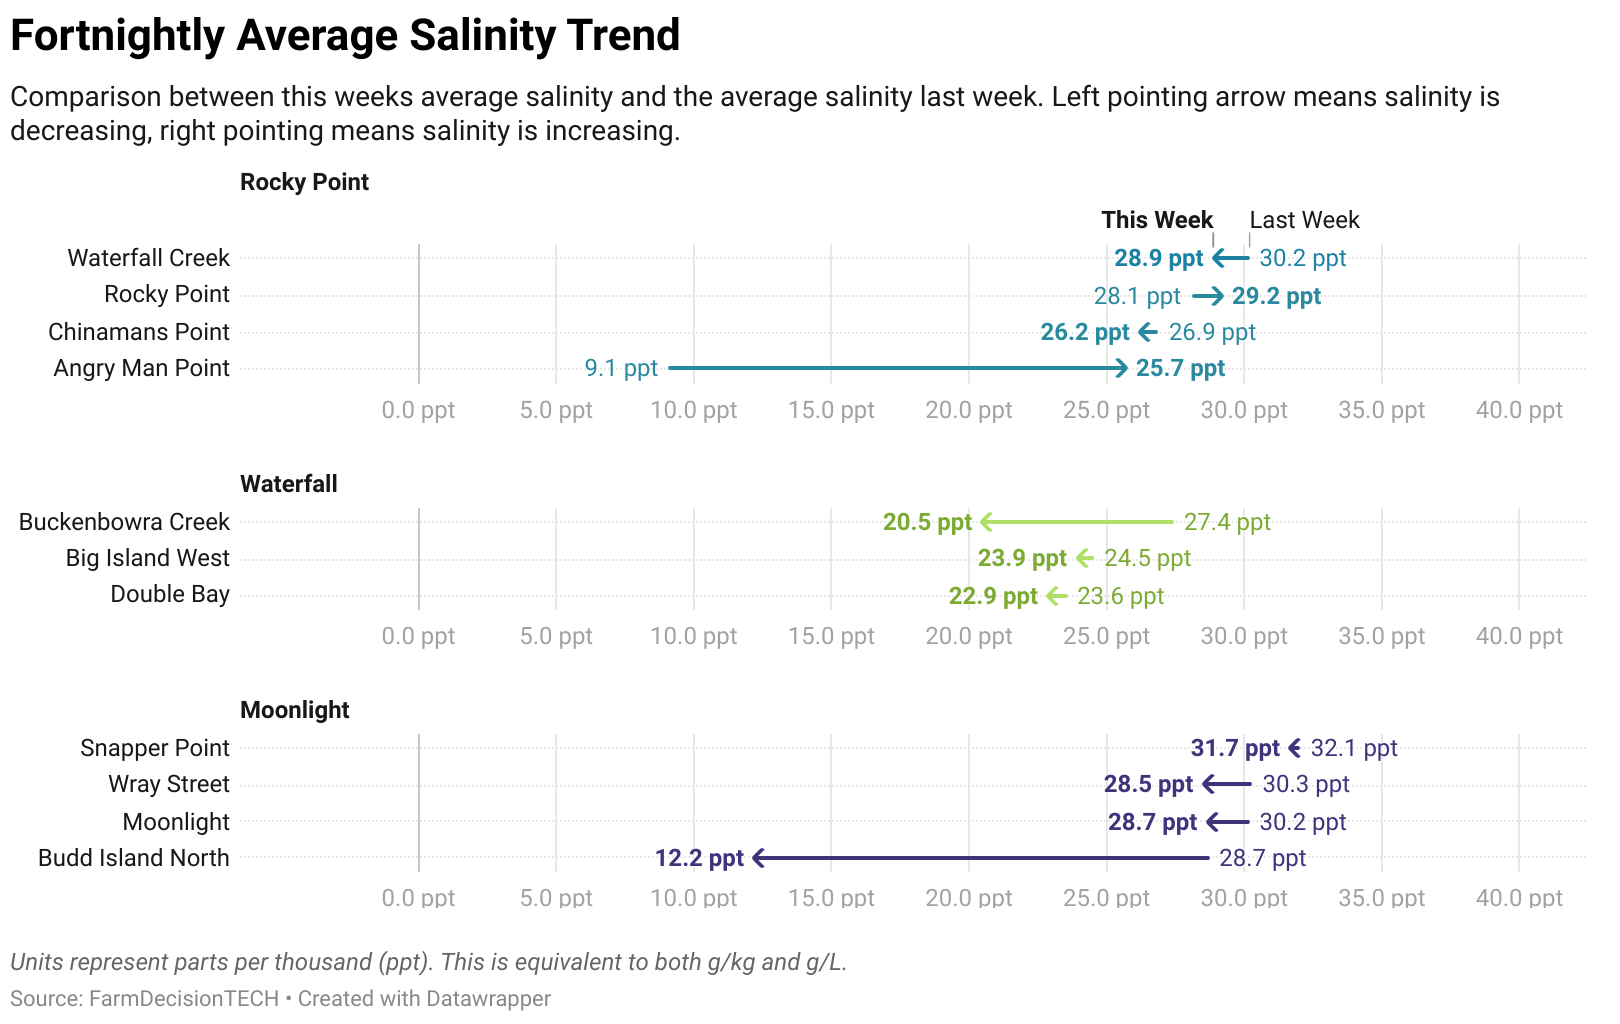 Fortnightly Average Salinity Trend
Comparison between this weeks average salinity and the average salinity last week. Left pointing arrow means salinity is
decreasing, right pointing means salinity is increasing.
Rocky Point
This Week Last Week
Waterfall Creek 28.9 ppt 30.2 ppt
Rocky Point 28.1 ppt 29.2 ppt
Chinamans Point 26.2 ppt 26.9 ppt
Angry Man Point 9.1 ppt 25.7 ppt
0.0 ppt 5.0 ppt 10.0 ppt 15.0 ppt 20.0 ppt 25.0 ppt 30.0 ppt 35.0 ppt 40.0 ppt
Waterfall
Buckenbowra Creek 20.5 ppt 27.4 ppt
Big Island West 23.9 ppt 24.5 ppt
Double Bay 22.9 ppt 23.6 ppt
0.0 ppt 5.0 ppt 10.0 ppt 15.0 ppt 20.0 ppt 25.0 ppt 30.0 ppt 35.0 ppt 40.0 ppt
Moonlight
Snapper Point 31.7 ppt 32.1 ppt
Wray Street 28.5 ppt 30.3 ppt
Moonlight 28.7 ppt 30.2 ppt
Budd Island North 12.2 ppt 28.7 ppt
0.0 ppt 5.0 ppt 10.0 ppt 15.0 ppt 20.0 ppt 25.0 ppt 30.0 ppt 35.0 ppt 40.0 ppt
Units represent parts per thousand (ppt). This is equivalent to both g/kg and g/L.
Source: FarmDecisionTECH • Created with Datawrapper